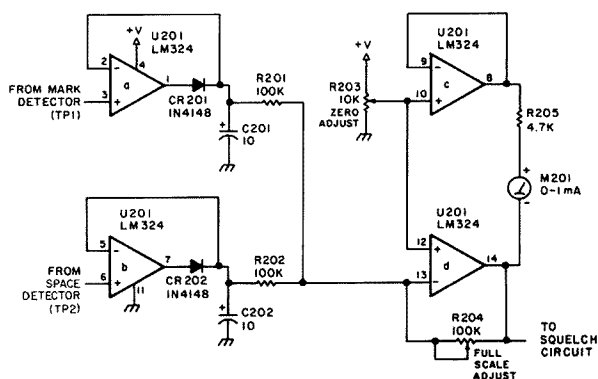 U201
LM324
+V
2
4
a
1
3
FROM MARK
DETECTOR
(TP1)
CR201
1N4148
R201
100K
+
C201
10
U201
LM324
5
b
7
6
11
FROM
SPACE
DETECTOR
(TP2)
CR202
1N4148
R202
100K
+
C202
10
+V
R203
10K
ZERO
ADJUST
U201
LM324
9
c
8
10
R205
4.7K
+
M201
0-1mA
-
U201
LM324
12
d
14
13
R204
100K
FULL
SCALE
ADJUST
TO
SQUELCH
CIRCUIT